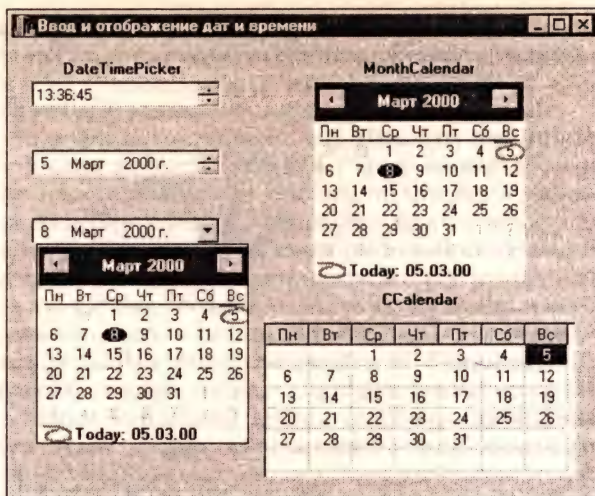 Ввод и отображение дат и времени
DateTimePicker
13:36:45
5 Март 2000 г.
8 Март 2000 г.
Март 2000
Пн Вт Ср Чт Пт Сб Вс
1 2 3 4 5
6 7 8 9 10 11 12
13 14 15 16 17 18 19
20 21 22 23 24 25 26
27 28 29 30 31
Today: 05.03.00
MonthCalendar
Март 2000
Пн Вт Ср Чт Пт Сб Вс
1 2 3 4 5
6 7 8 9 10 11 12
13 14 15 16 17 18 19
20 21 22 23 24 25 26
27 28 29 30 31
Today: 05.03.00
CCalendar
Пн Вт Ср Чт Пт Сб Вс
1 2 3 4 5
6 7 8 9 10 11 12
13 14 15 16 17 18 19
20 21 22 23 24 25 26
27 28 29 30 31